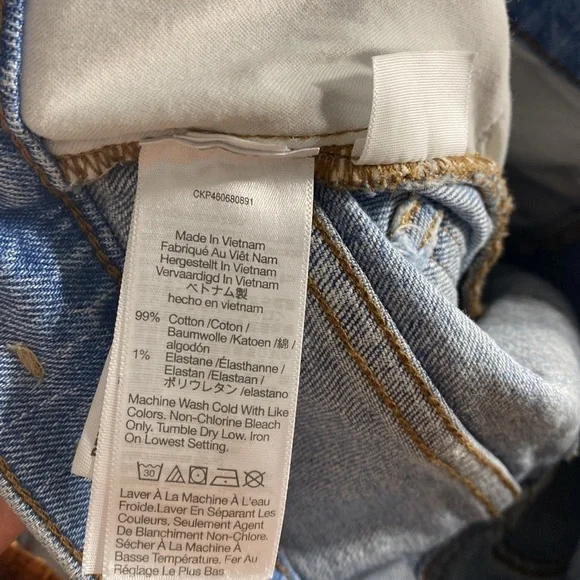 CKP460680891
Made In Vietnam
Fabriqué Au Viêt Nam
Hergestellt In Vietnam
Vervaardigd In Vietnam
ベトナム製
hecho en vietnam
99% Cotton /Coton /
Baumwolle /Katoen /綿 /
algodón
1% Elastane /Élasthanne /
Elastan /Elastaan /
ポリウレタン /elastano
Machine Wash Cold With Like
Colors. Non-Chlorine Bleach
Only. Tumble Dry Low. Iron
On Lowest Setting.
30
Laver À La Machine À L'eau
Froide.Laver En Séparant Les
Couleurs. Seulement Agent
De Blanchiment Non-Chlore.
Sécher À La Machine À
Basse Température. Fer Au
Réglage Le Plus Bas